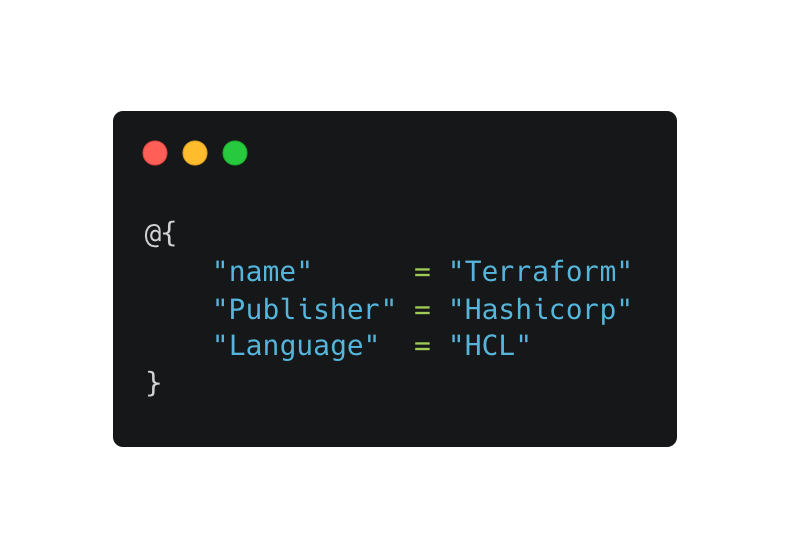 @{
    "name"      = "Terraform"
    "Publisher" = "Hashicorp"
    "Language"  = "HCL"
}